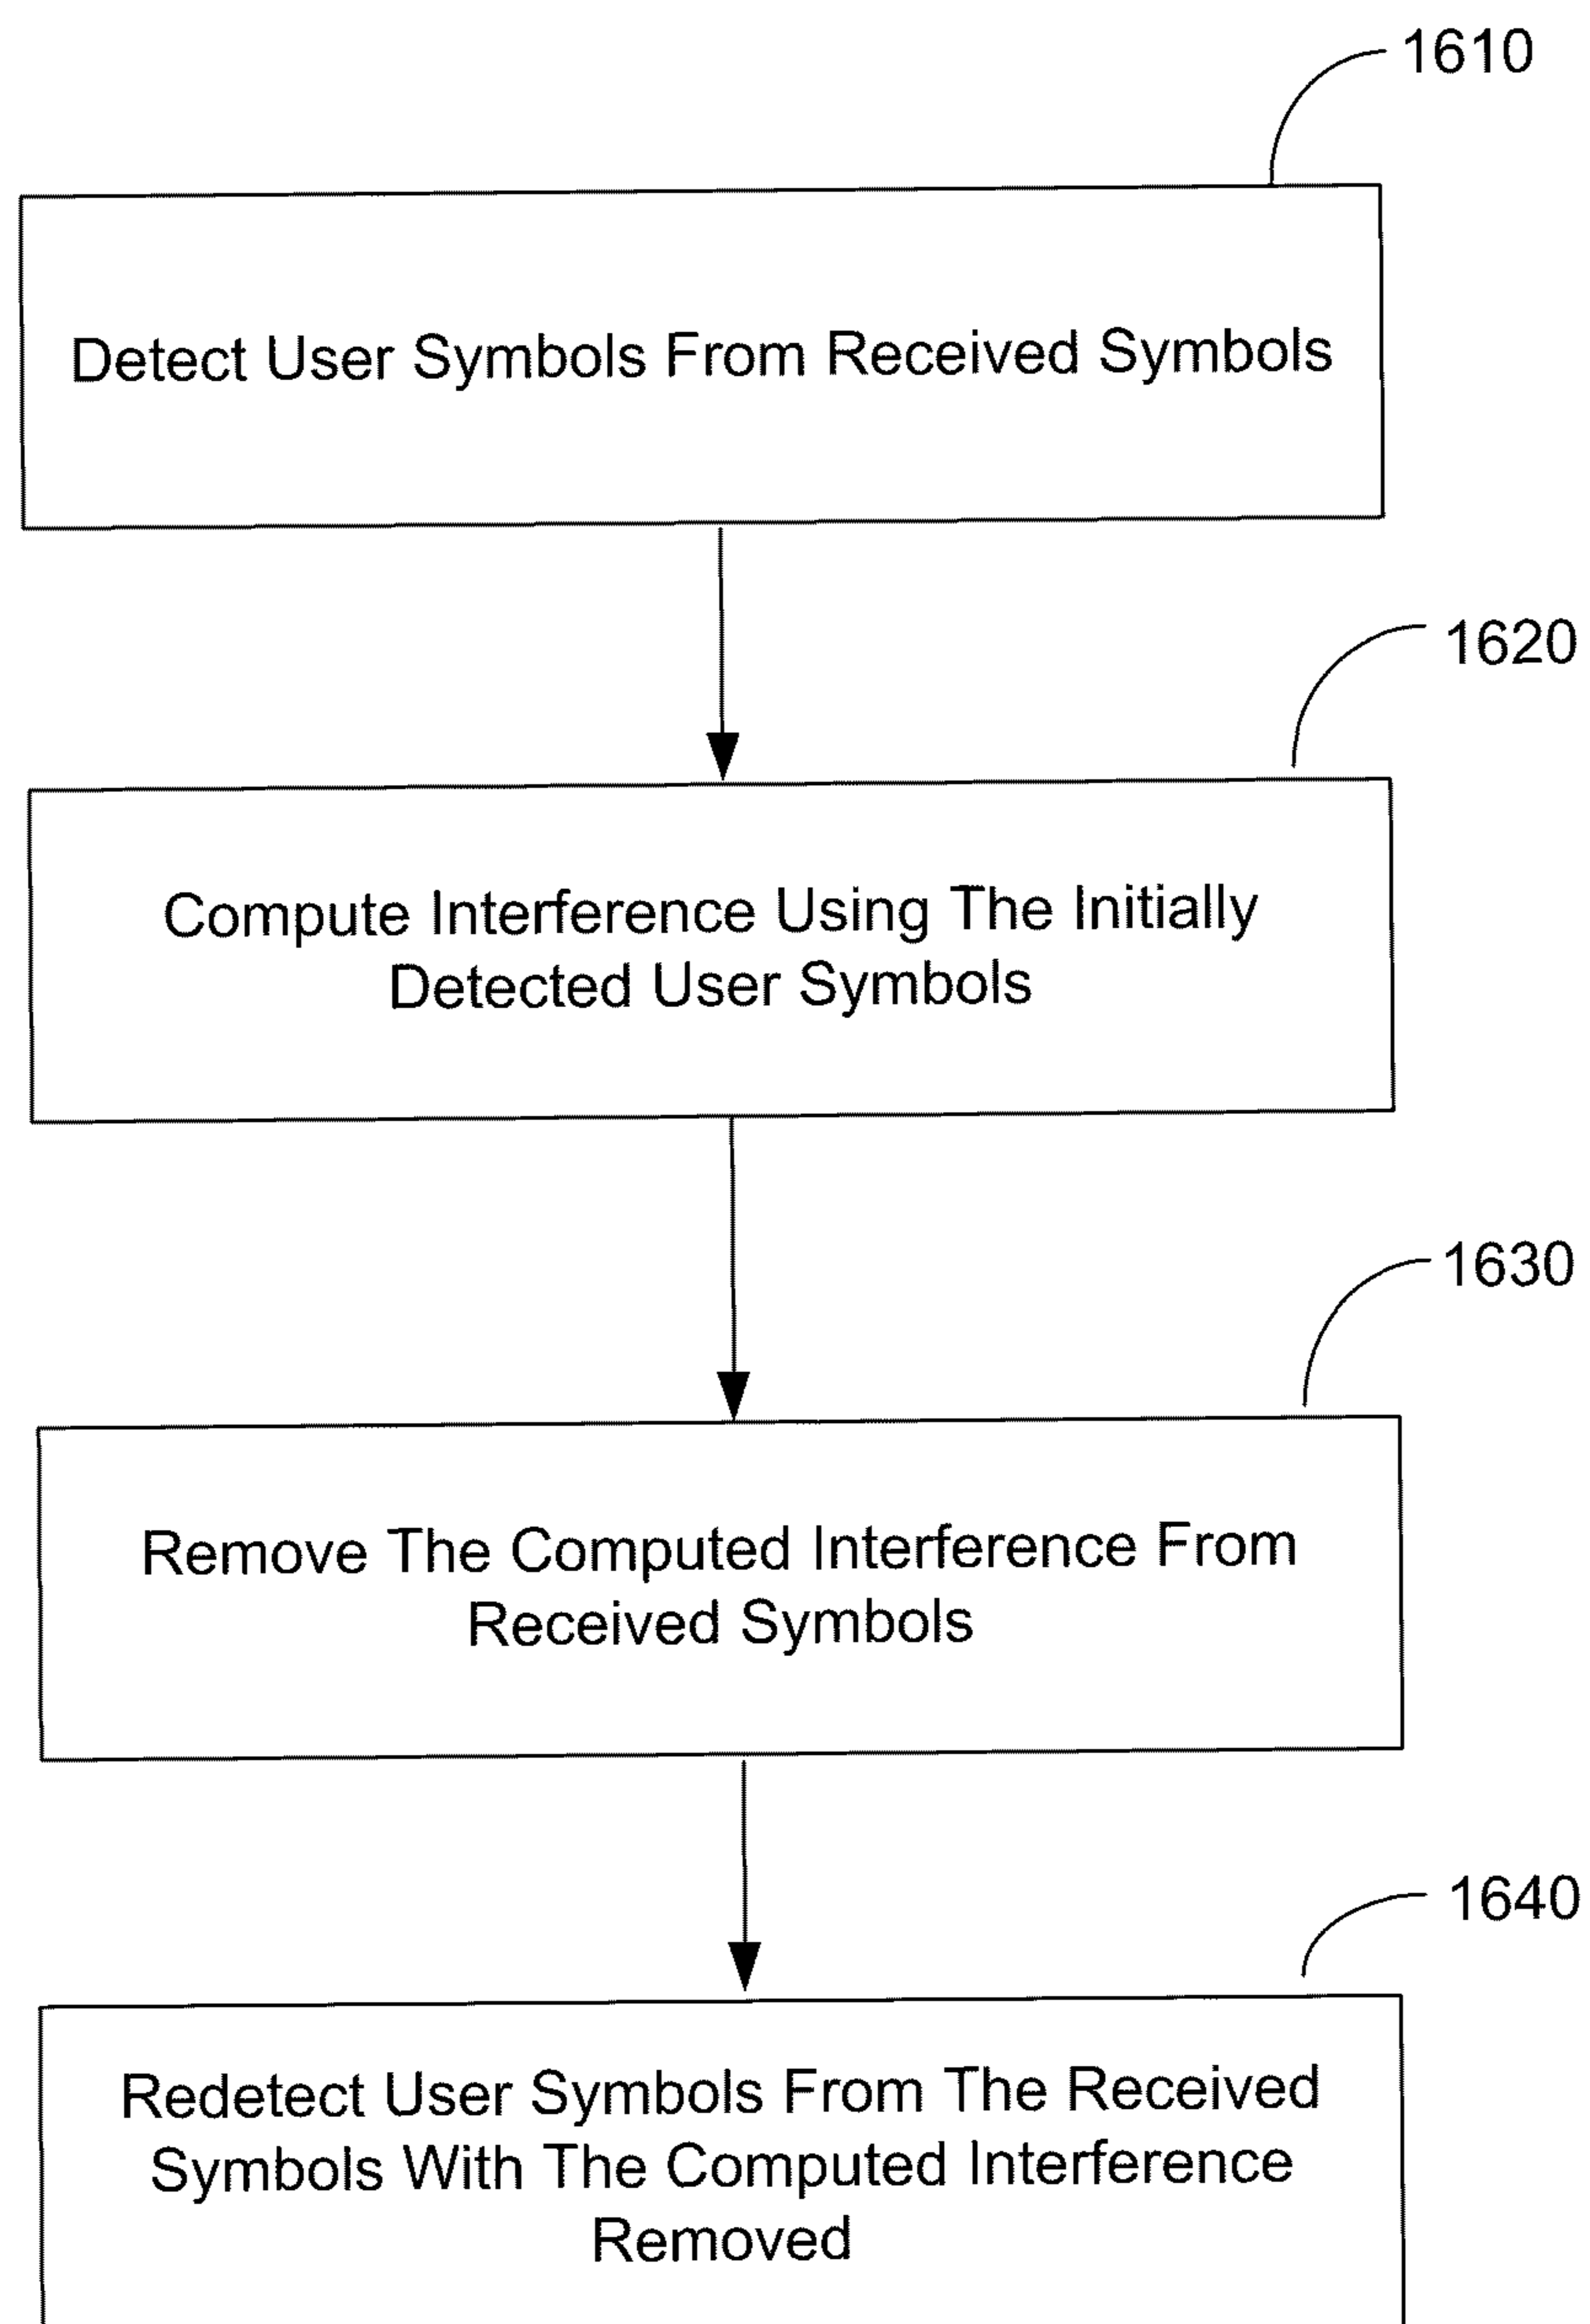 1610
Detect User Symbols From Received Symbols
1620
Compute Interference Using The Initially
Detected User Symbols
1630
Remove The Computed Interference From
Received Symbols
1640
Redetect User Symbols From The Received
Symbols With The Computed Interference
Removed